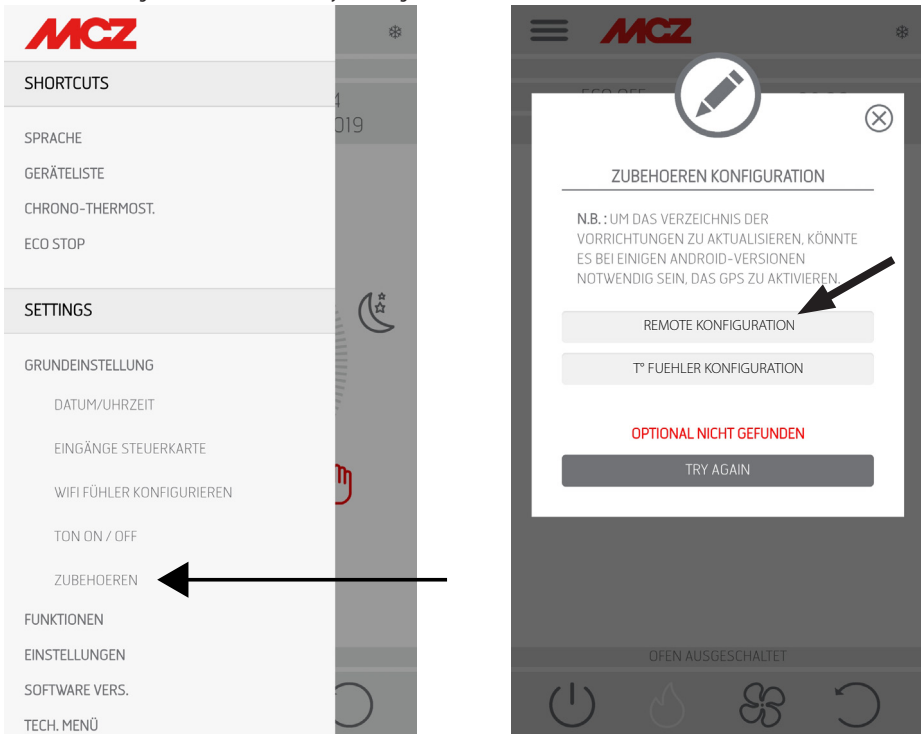 MCZ
SHORTCUTS
SPRACHE
GERÄTELISTE
CHRONO-THERMOST.
ECO STOP
SETTINGS
GRUNDEINSTELLUNG
DATUM/UHRZEIT
EINGÄNGE STEUERKARTE
WIFI FÜHLER KONFIGURIEREN
TON ON / OFF
ZUBEHOEREN
FUNKTIONEN
EINSTELLUNGEN
SOFTWARE VERS.
TECH. MENÜ
4
019
MCZ
ZUBEHOEREN KONFIGURATION
N.B. : UM DAS VERZEICHNIS DER
VORRICHTUNGEN ZU AKTUALISIEREN, KÖNNTE
ES BEI EINIGEN ANDROID-VERSIONEN
NOTWENDIG SEIN, DAS GPS ZU AKTIVIEREN.
REMOTE KONFIGURATION
T° FUEHLER KONFIGURATION
OPTIONAL NICHT GEFUNDEN
TRY AGAIN
OFEN AUSGESCHALTET